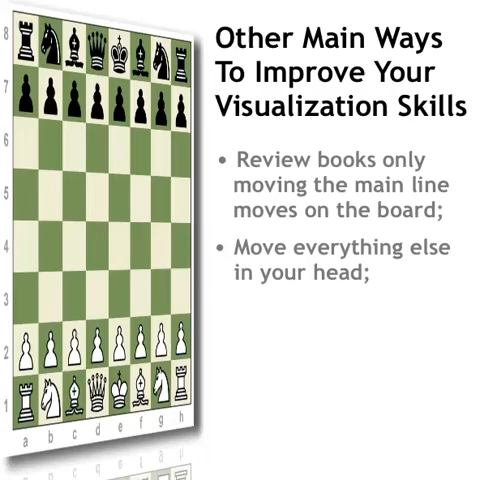 Other Main Ways
To Improve Your
Visualization Skills
• Review books only
moving the main line
moves on the board;
• Move everything else
in your head;
8
7
6
5
4
3
2
1
a b c d e f g h